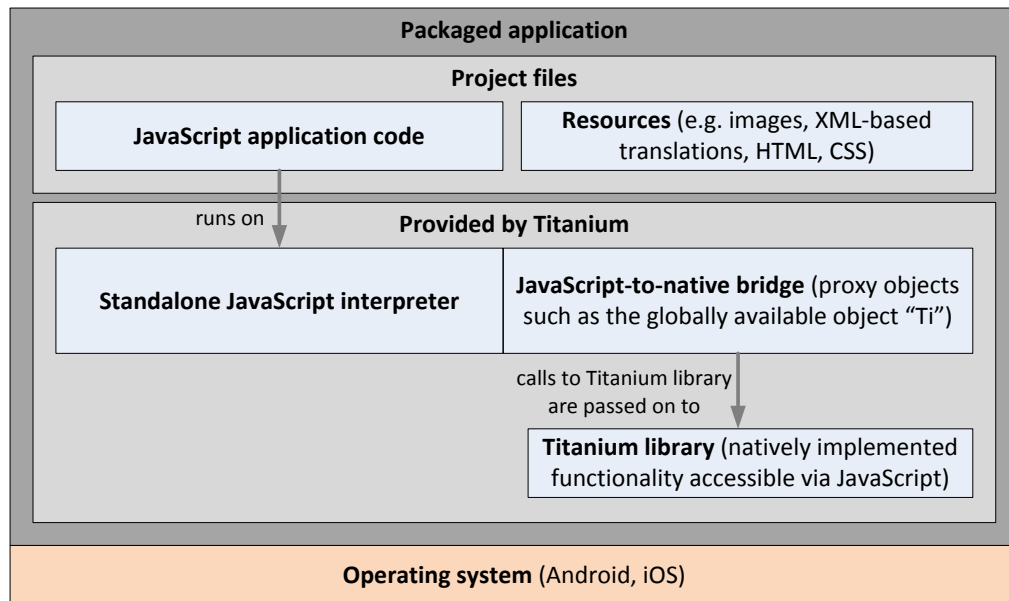 Packaged application
Project files
JavaScript application code
Resources (e.g. images, XML-based
translations, HTML, CSS)
runs on
Provided by Titanium
Standalone JavaScript interpreter
JavaScript-to-native bridge (proxy objects
such as the globally available object “Ti”)
calls to Titanium library
are passed on to
Titanium library (natively implemented
functionality accessible via JavaScript)
Operating system (Android, iOS)